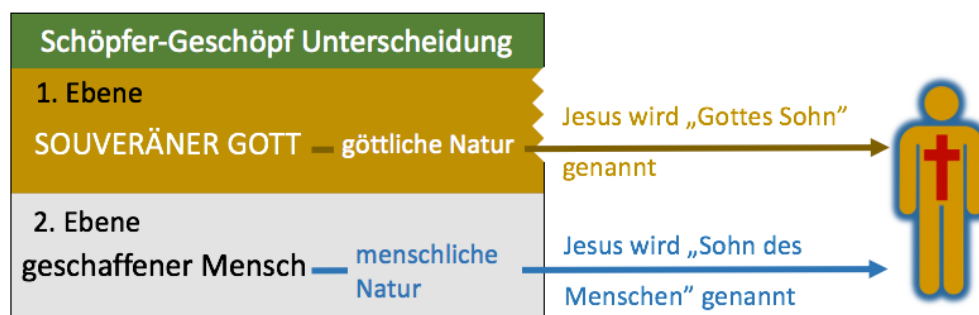 Schöpfer-Geschöpf Unterscheidung
1. Ebene
SOUVERÄNER GOTT göttliche Natur
Jesus wird „Gottes Sohn”
genannt
2. Ebene
geschaffener Mensch menschliche
Natur
Jesus wird „Sohn des
Menschen” genannt